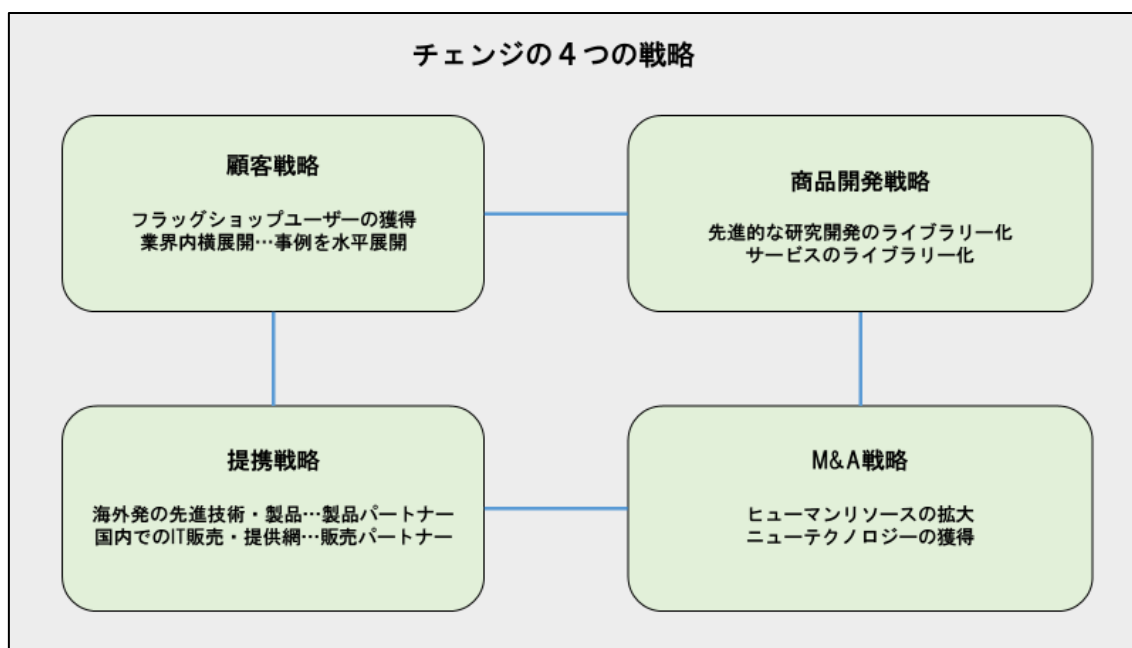 チェンジの4つの戦略
顧客戦略
フラッグショップユーザーの獲得
業界内横展開…事例を水平展開
商品開発戦略
先進的な研究開発のライブラリー化
サービスのライブラリー化
提携戦略
海外発の先進技術・製品…製品パートナー
国内でのIT販売・提供網…販売パートナー
M&A戦略
ヒューマンリソースの拡大
ニューテクノロジーの獲得